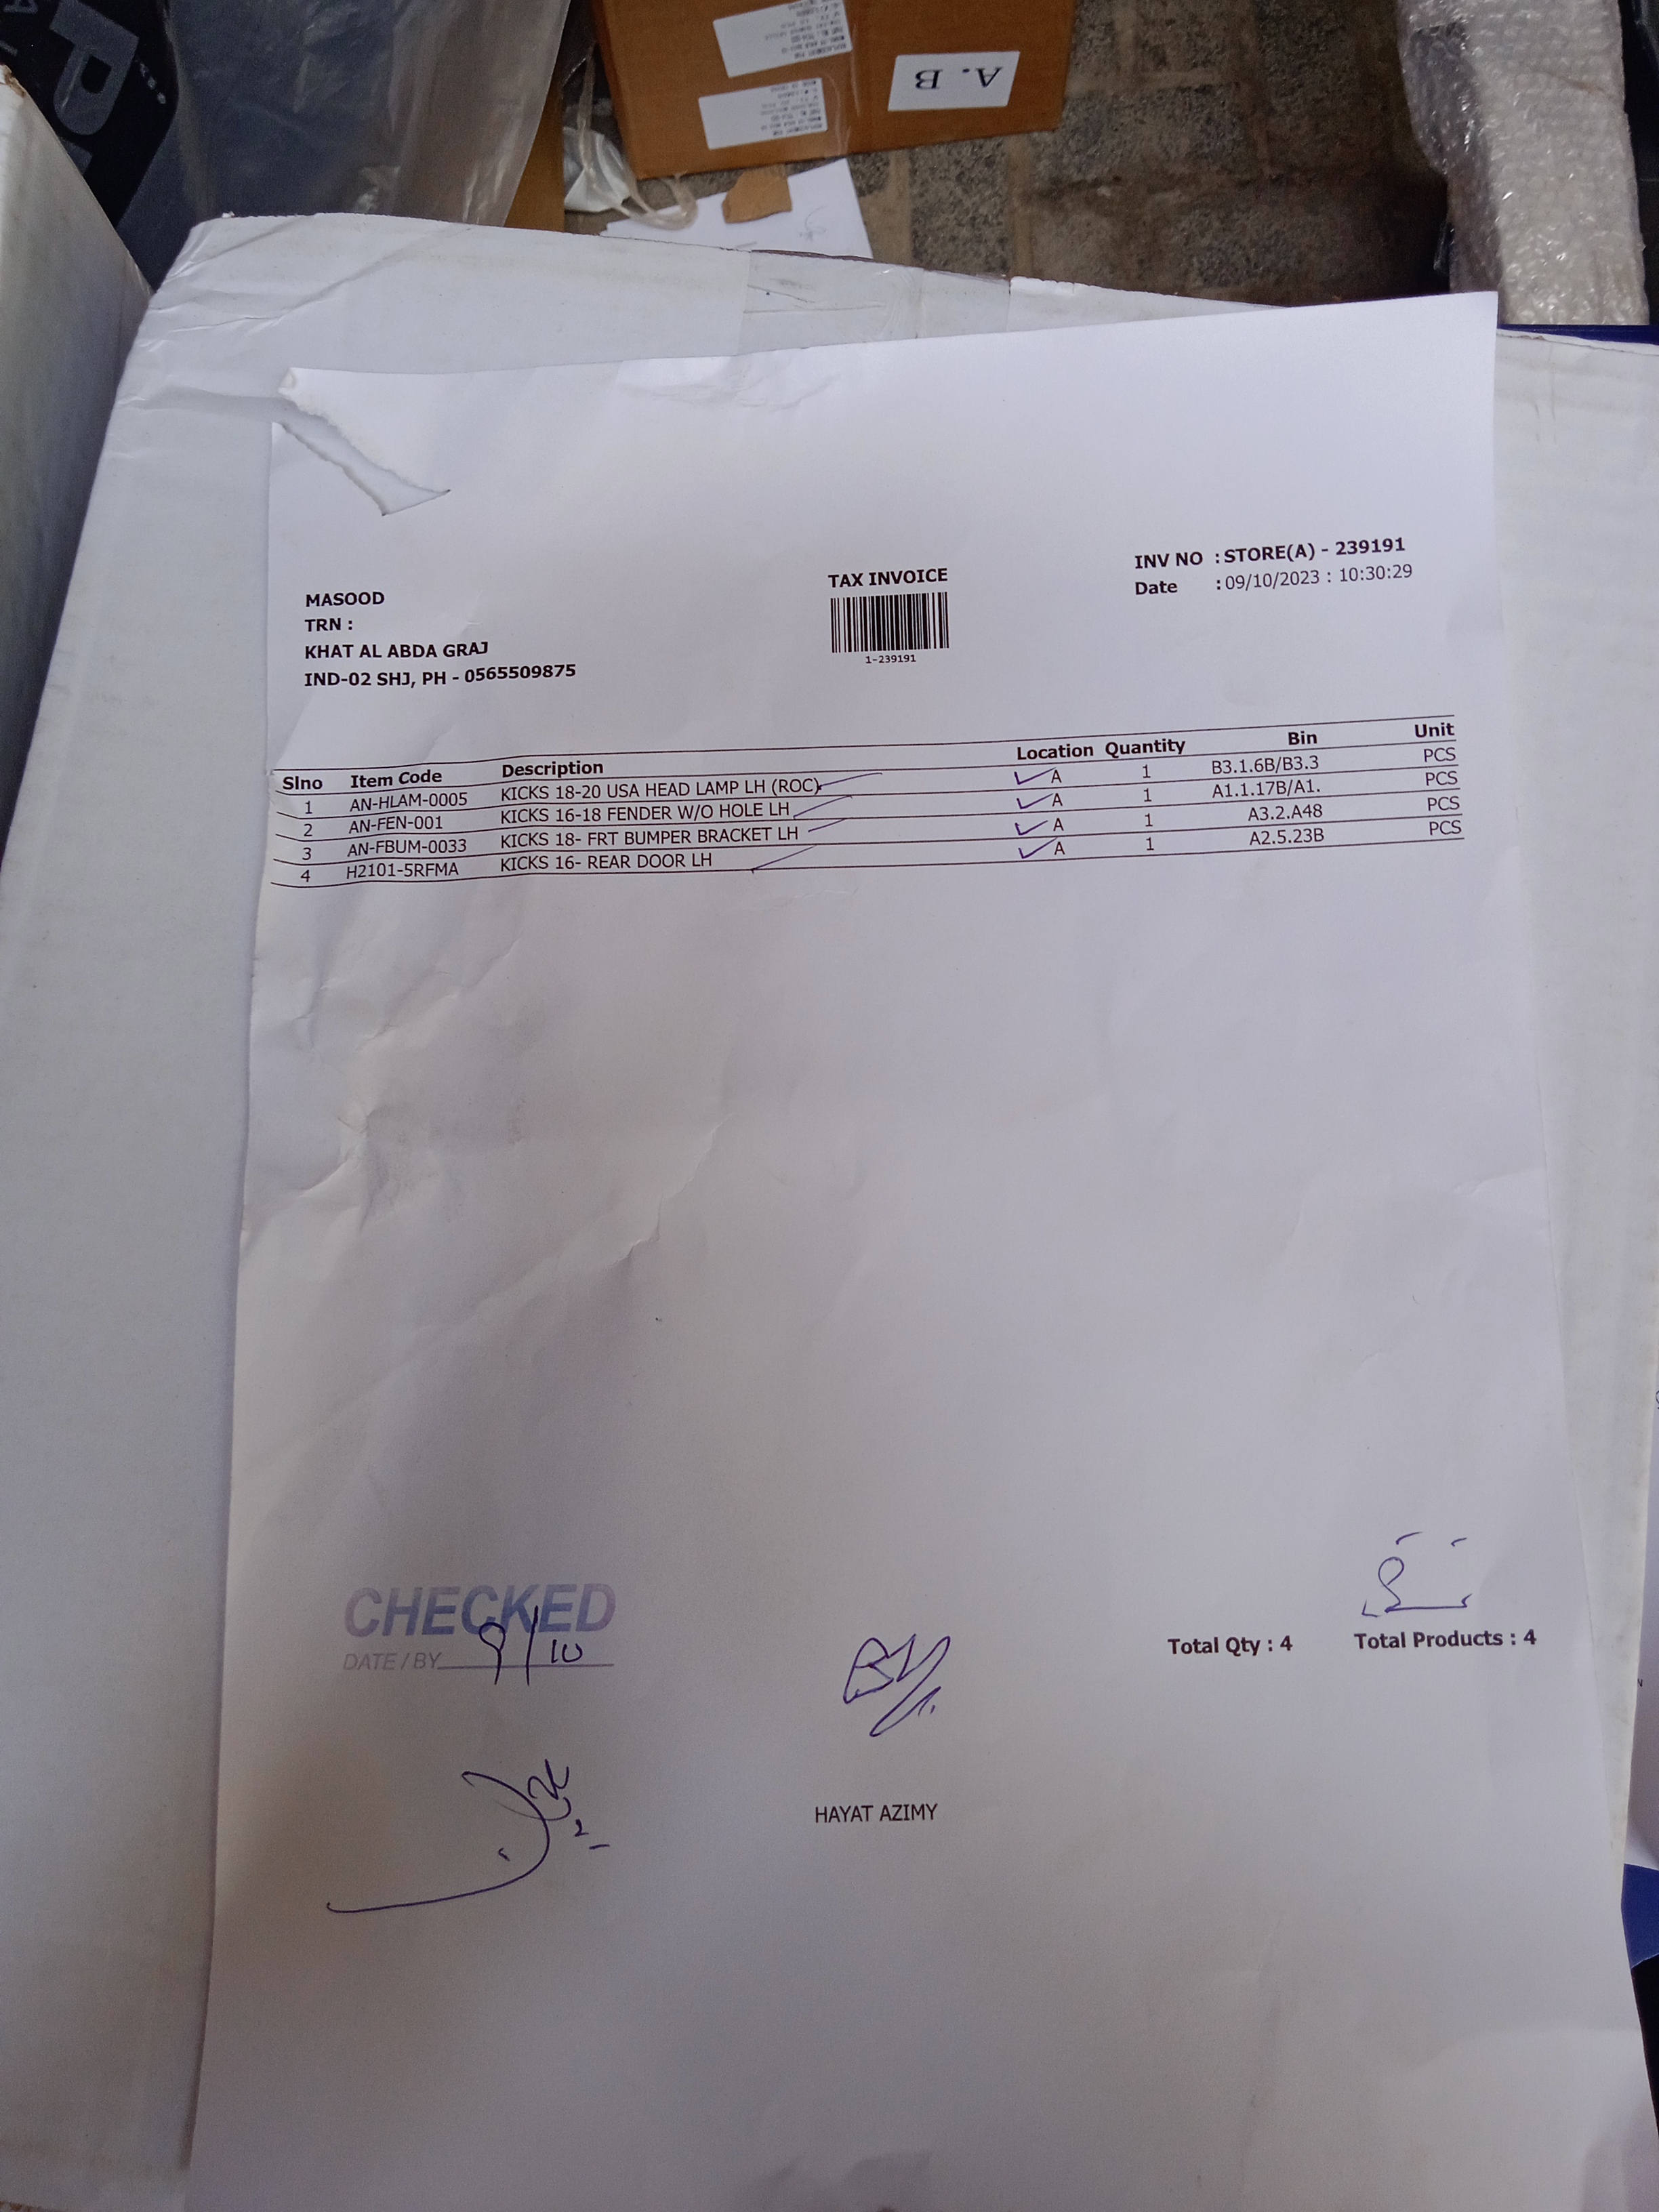 A. B
MASOOD
TRN :
KHAT AL ABDA GRAJ
IND-02 SHJ, PH - 0565509875
TAX INVOICE
1-239191
INV NO : STORE(A) - 239191
Date : 09/10/2023 : 10:30:29
Slno Item Code Description Location Quantity Bin Unit
1 AN-HLAM-0005 KICKS 18-20 USA HEAD LAMP LH (ROC) A 1 B3.1.6B/B3.3 PCS
2 AN-FEN-001 KICKS 16-18 FENDER W/O HOLE LH A 1 A1.1.17B/A1. PCS
3 AN-FBUM-0033 KICKS 18- FRT BUMPER BRACKET LH A 1 A3.2.A48 PCS
4 H2101-5RFMA KICKS 16- REAR DOOR LH A 1 A2.5.23B PCS
CHECKED
DATE / BY 9/10
Total Qty : 4 Total Products : 4
HAYAT AZIMY